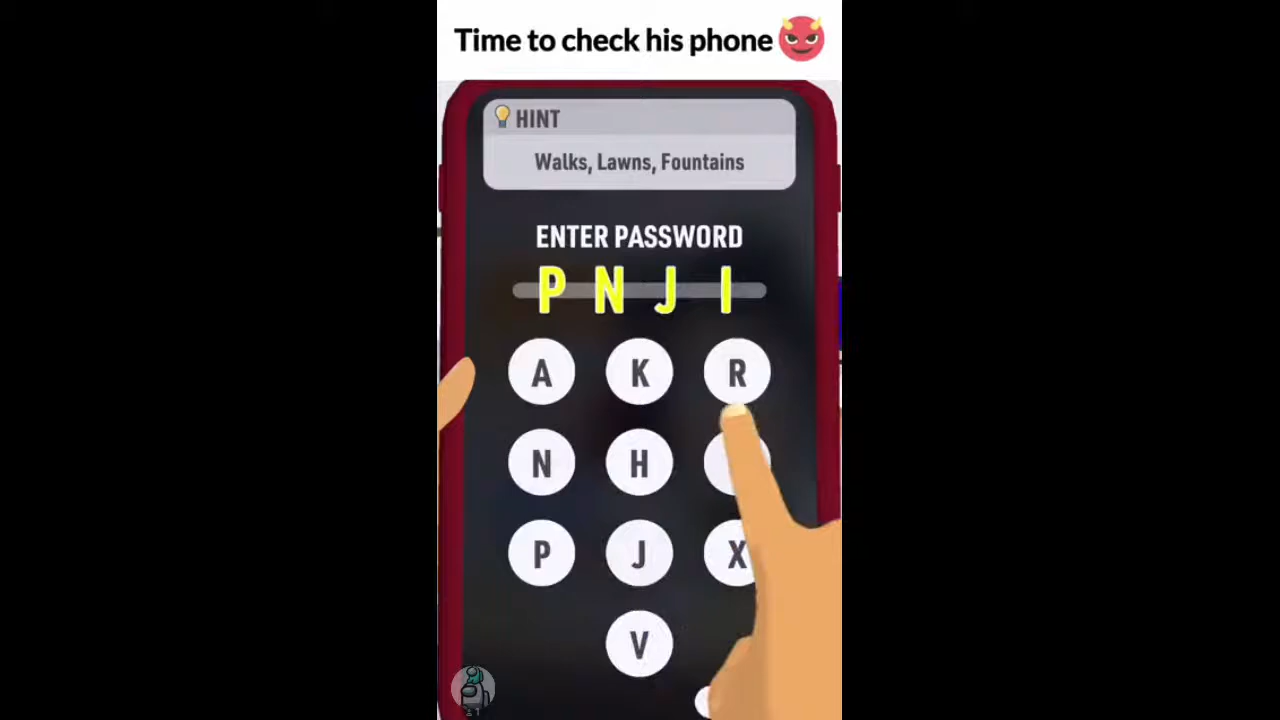 Time to check his phone
HINT
Walks, Lawns, Fountains
ENTER PASSWORD
P N J I
A K R
N H
P J X
V